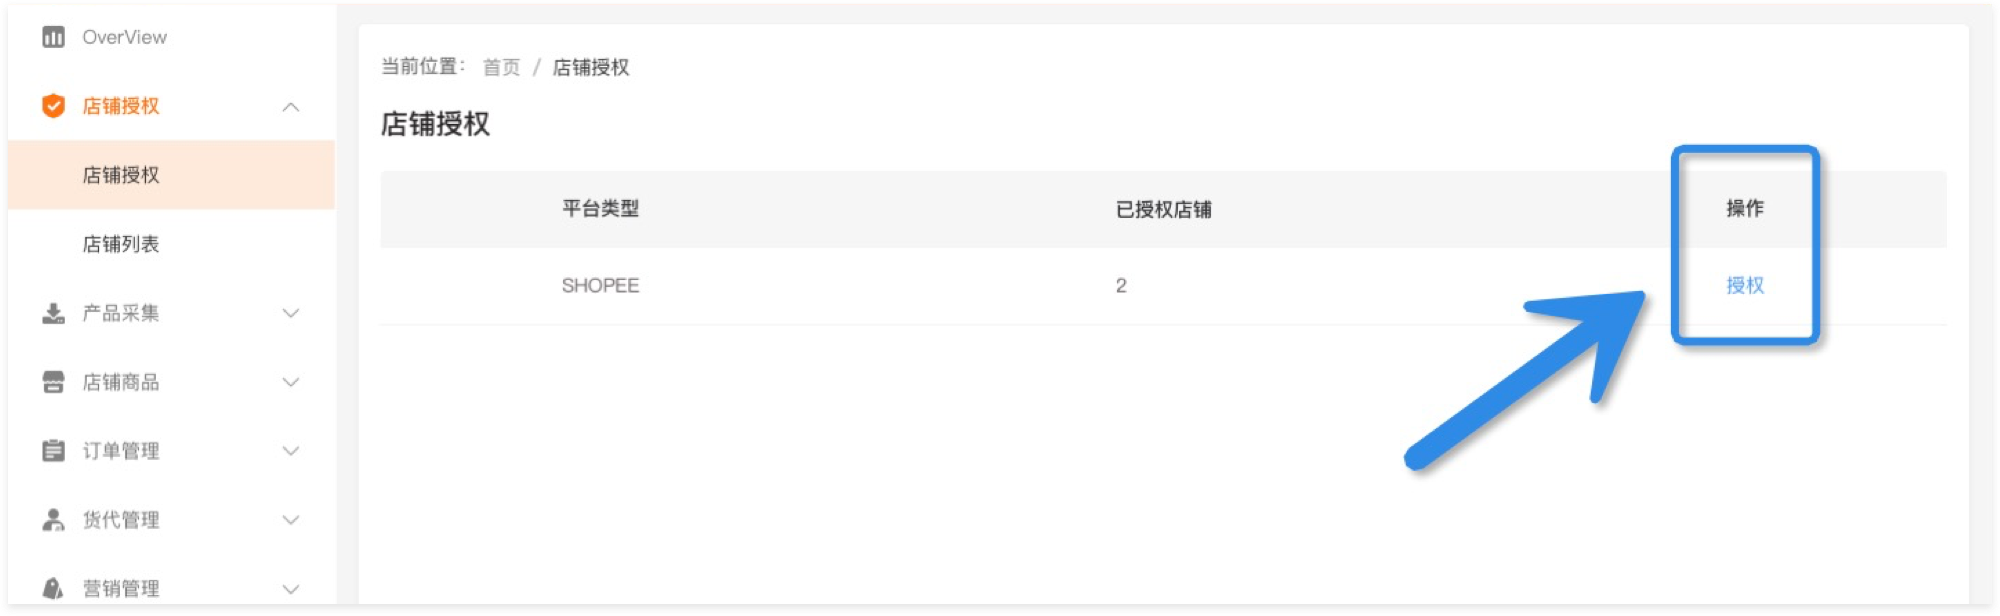 OverView
店铺授权
店铺授权
店铺列表
产品采集
店铺商品
订单管理
货代管理
营销管理
当前位置： 首页 / 店铺授权
店铺授权
平台类型 已授权店铺 操作
SHOPEE 2 授权